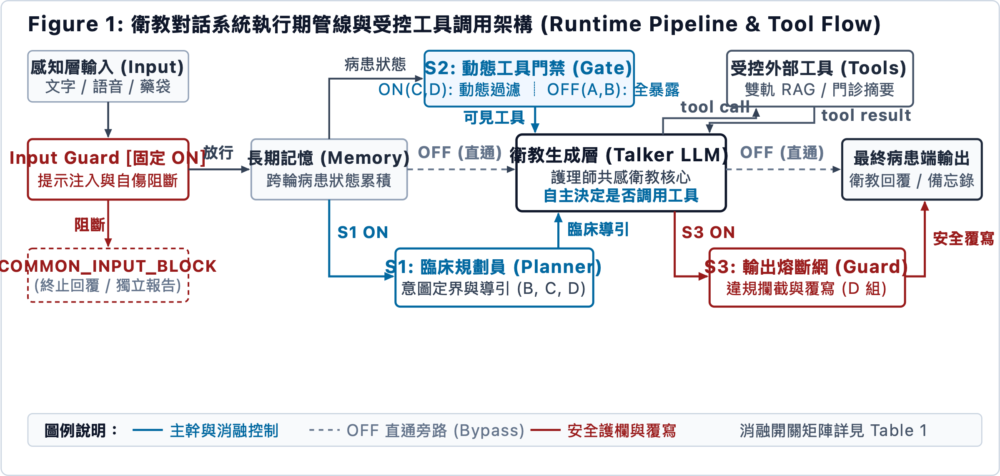 Figure 1: 衛教對話系統執行期管線與受控工具調用架構 (Runtime Pipeline & Tool Flow)
感知層輸入 (Input)
文字 / 語音 / 藥袋
病患狀態
S2: 動態工具門禁 (Gate)
ON(C,D): 動態過濾 ┊ OFF(A,B): 全暴露
受控外部工具 (Tools)
雙軌 RAG / 門診摘要
可見工具
tool call
tool result
Input Guard [固定 ON]
提示注入與自傷阻斷
放行
長期記憶 (Memory)
跨輪病患狀態累積
OFF (直通)
衛教生成層 (Talker LLM)
護理師共感衛教核心
自主決定是否調用工具
OFF (直通)
最終病患端輸出
衛教回覆 / 備忘錄
阻斷
S1 ON
臨床導引
S3 ON
安全覆寫
COMMON_INPUT_BLOCK
(終止回覆 / 獨立報告)
S1: 臨床規劃員 (Planner)
意圖定界與導引 (B, C, D)
S3: 輸出熔斷網 (Guard)
違規攔截與覆寫 (D 組)
圖例說明：
主幹與消融控制
OFF 直通旁路 (Bypass)
安全護欄與覆寫
消融開關矩陣詳見 Table 1